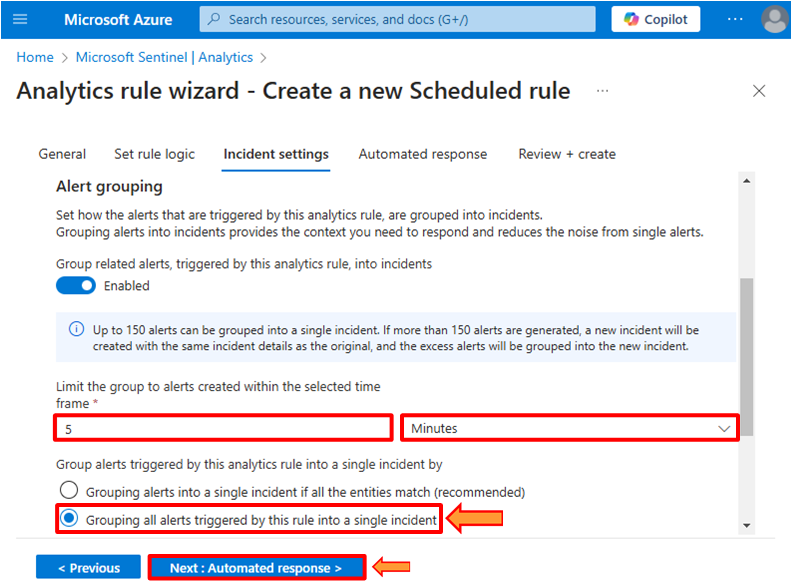 Microsoft Azure
Search resources, services, and docs (G+/)
Copilot
...
Home > Microsoft Sentinel | Analytics >
Analytics rule wizard - Create a new Scheduled rule ...
General Set rule logic Incident settings Automated response Review + create
Alert grouping
Set how the alerts that are triggered by this analytics rule, are grouped into incidents.
Grouping alerts into incidents provides the context you need to respond and reduces the noise from single alerts.
Group related alerts, triggered by this analytics rule, into incidents
Enabled
Up to 150 alerts can be grouped into a single incident. If more than 150 alerts are generated, a new incident will be
created with the same incident details as the original, and the excess alerts will be grouped into the new incident.
Limit the group to alerts created within the selected time
frame *
5 Minutes
Group alerts triggered by this analytics rule into a single incident by
Grouping alerts into a single incident if all the entities match (recommended)
Grouping all alerts triggered by this rule into a single incident
< Previous Next : Automated response >